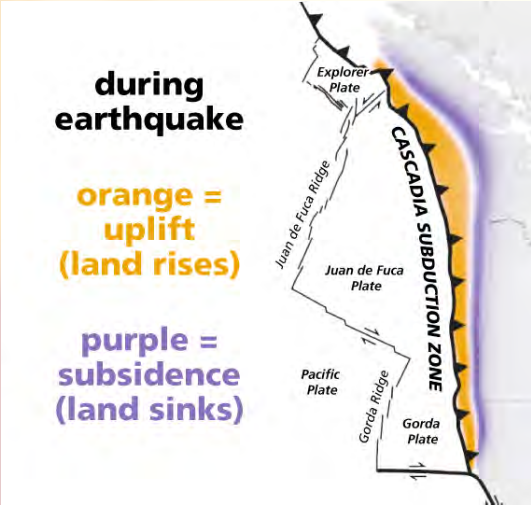 during
earthquake
orange =
uplift
(land rises)
purple =
subsidence
(land sinks)
Explorer
Plate
CASCADIA SUBDUCTION ZONE
Juan de Fuca Ridge
Juan de Fuca
Plate
Pacific
Plate
Gorda Ridge
Gorda
Plate